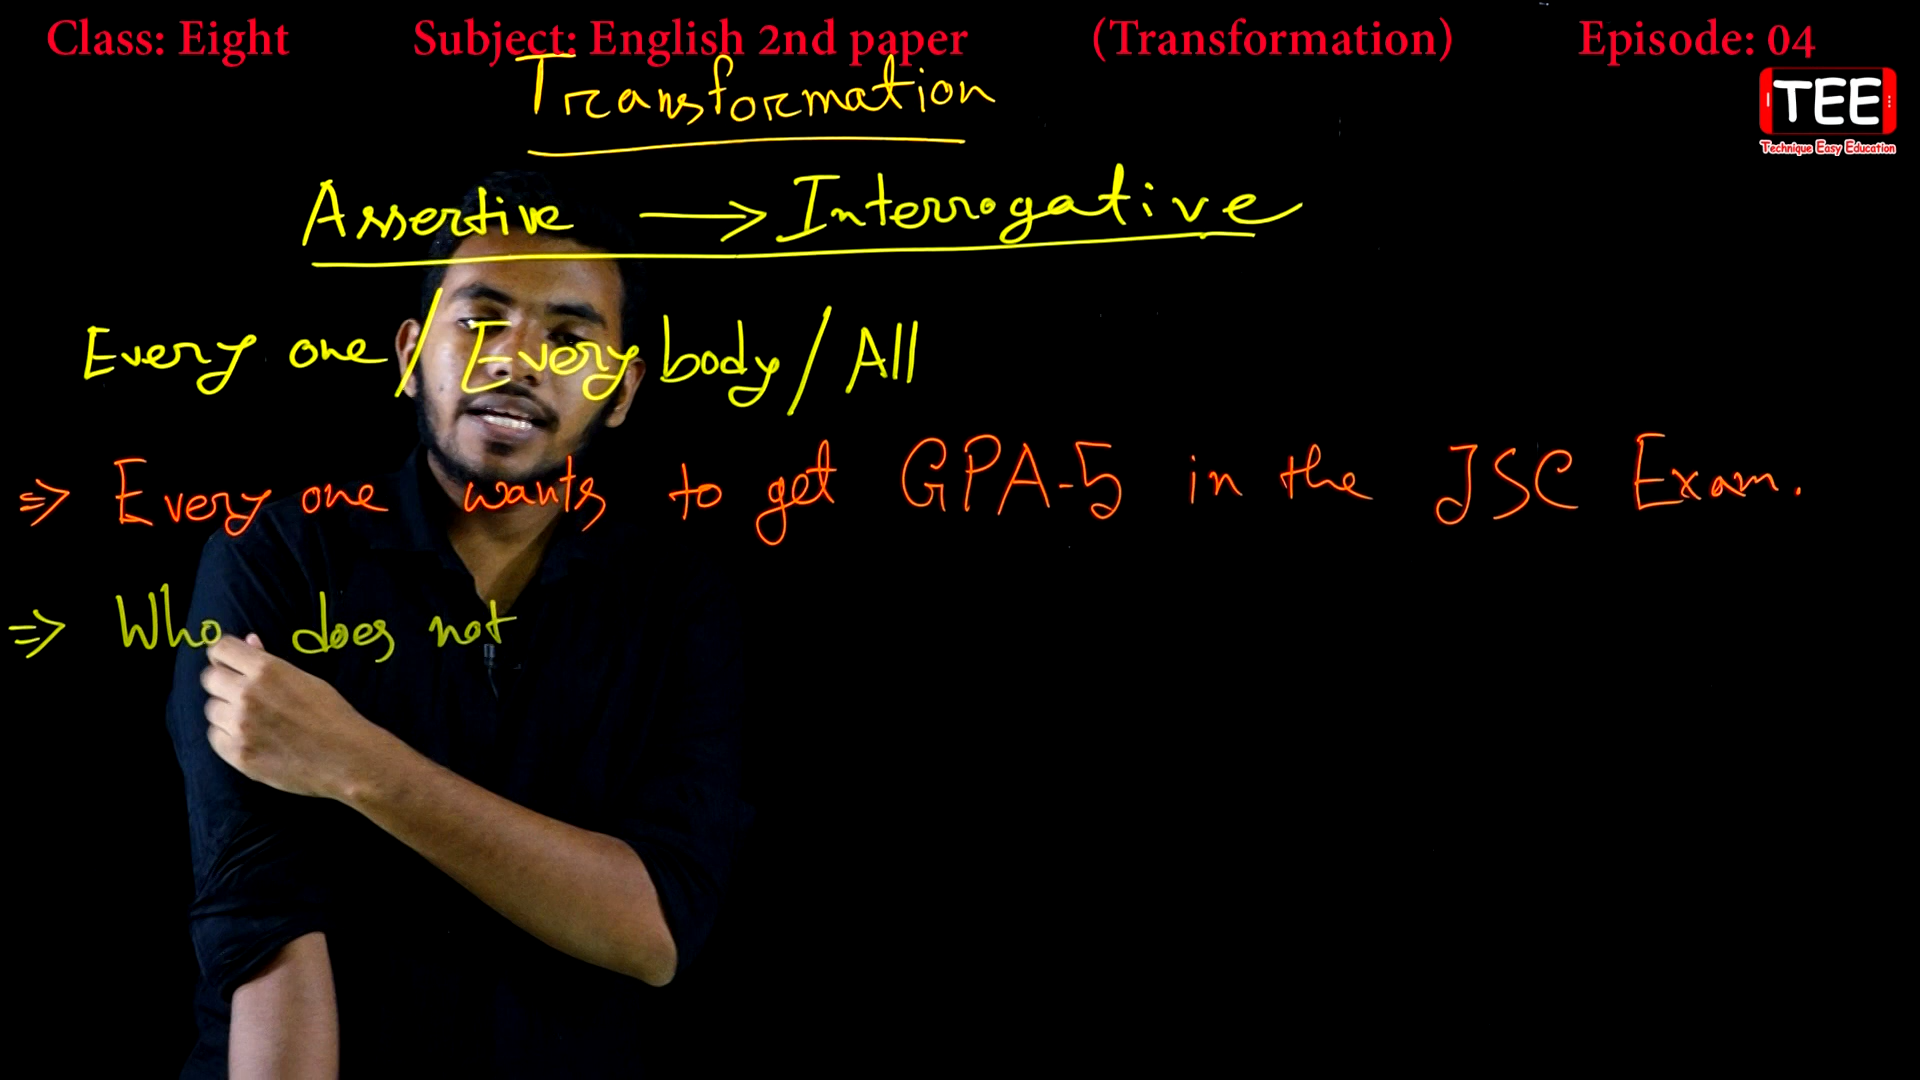 Class: Eight Subject: English 2nd paper (Transformation) Episode: 04
Transformation
TEE
Technique Easy Education
Assertive → Interrogative
Every one / Every body / All
⇒ Every one wants to get GPA-5 in the JSC Exam.
⇒ Who does not